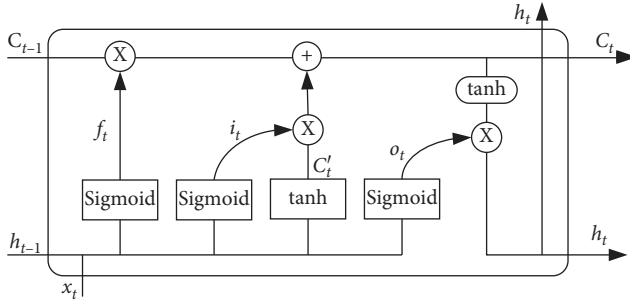 h_t
C_{t-1}
X
+
C_t
tanh
f_t
i_t
X
o_t
X
C'_t
Sigmoid
Sigmoid
tanh
Sigmoid
h_{t-1}
h_t
x_t